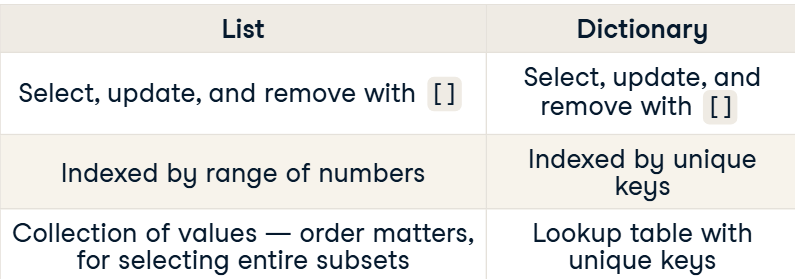 List
Dictionary
Select, update, and remove with []
Select, update, and
remove with []
Indexed by range of numbers
Indexed by unique
keys
Collection of values — order matters,
for selecting entire subsets
Lookup table with
unique keys